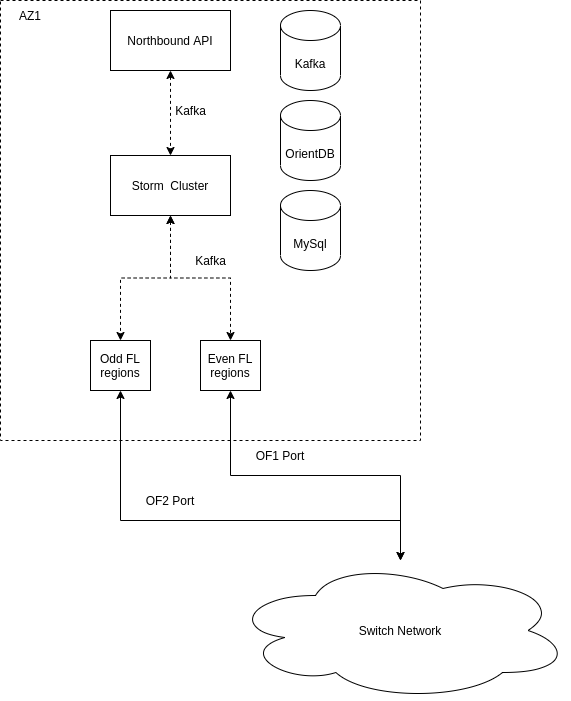 AZ1
Northbound API
Kafka
Kafka
OrientDB
Storm  Cluster
MySql
Kafka
Odd FL
regions
Even FL
regions
OF1 Port
OF2 Port
Switch Network